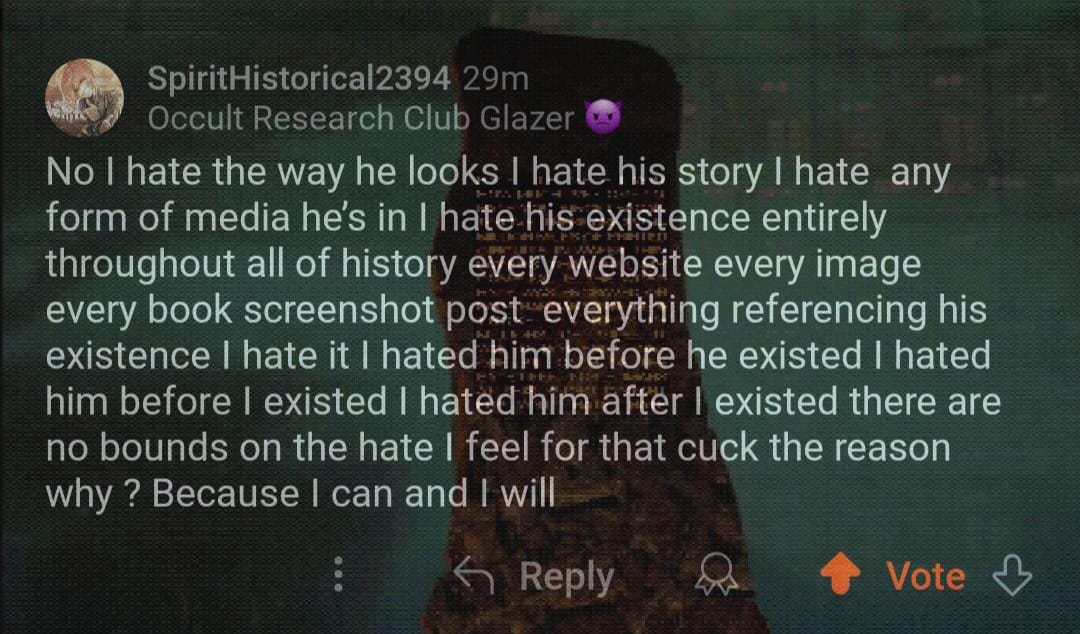 SpiritHistorical2394 29m
Occult Research Club Glazer 😈
No I hate the way he looks I hate his story I hate  any
form of media he’s in I hate his existence entirely
throughout all of history every website every image
every book screenshot post  everything referencing his
existence I hate it I hated him before he existed I hated
him before I existed I hated him after I existed there are
no bounds on the hate I feel for that cuck the reason
why ? Because I can and I will
Reply
Vote